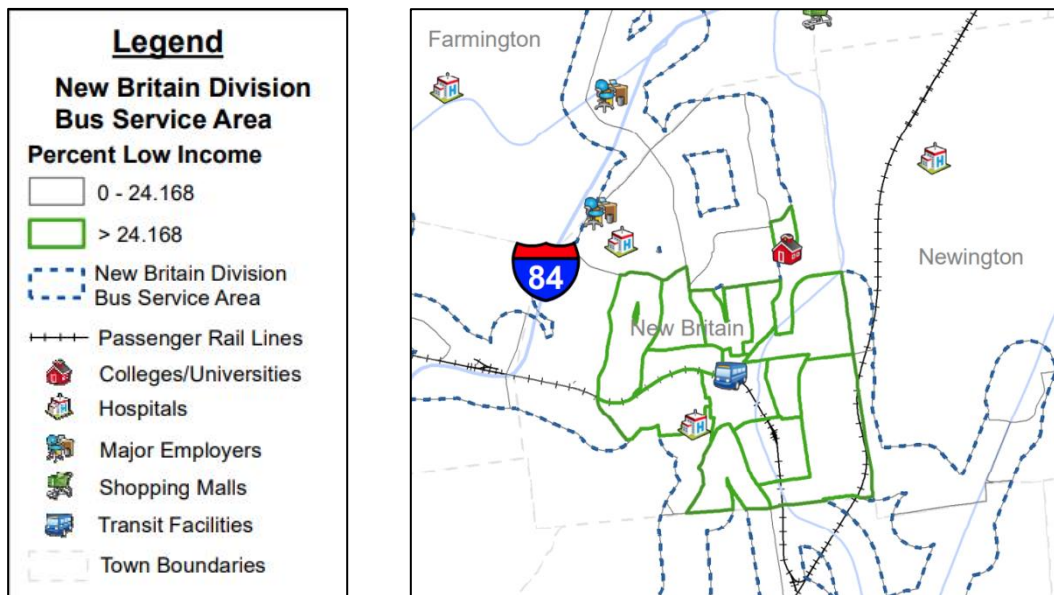 Legend
New Britain Division
Bus Service Area
Percent Low Income
0 - 24.168
> 24.168
New Britain Division
Bus Service Area
Passenger Rail Lines
Colleges/Universities
Hospitals
Major Employers
Shopping Malls
Transit Facilities
Town Boundaries
Farmington
H
H
H
84
Newington
New Britain
H